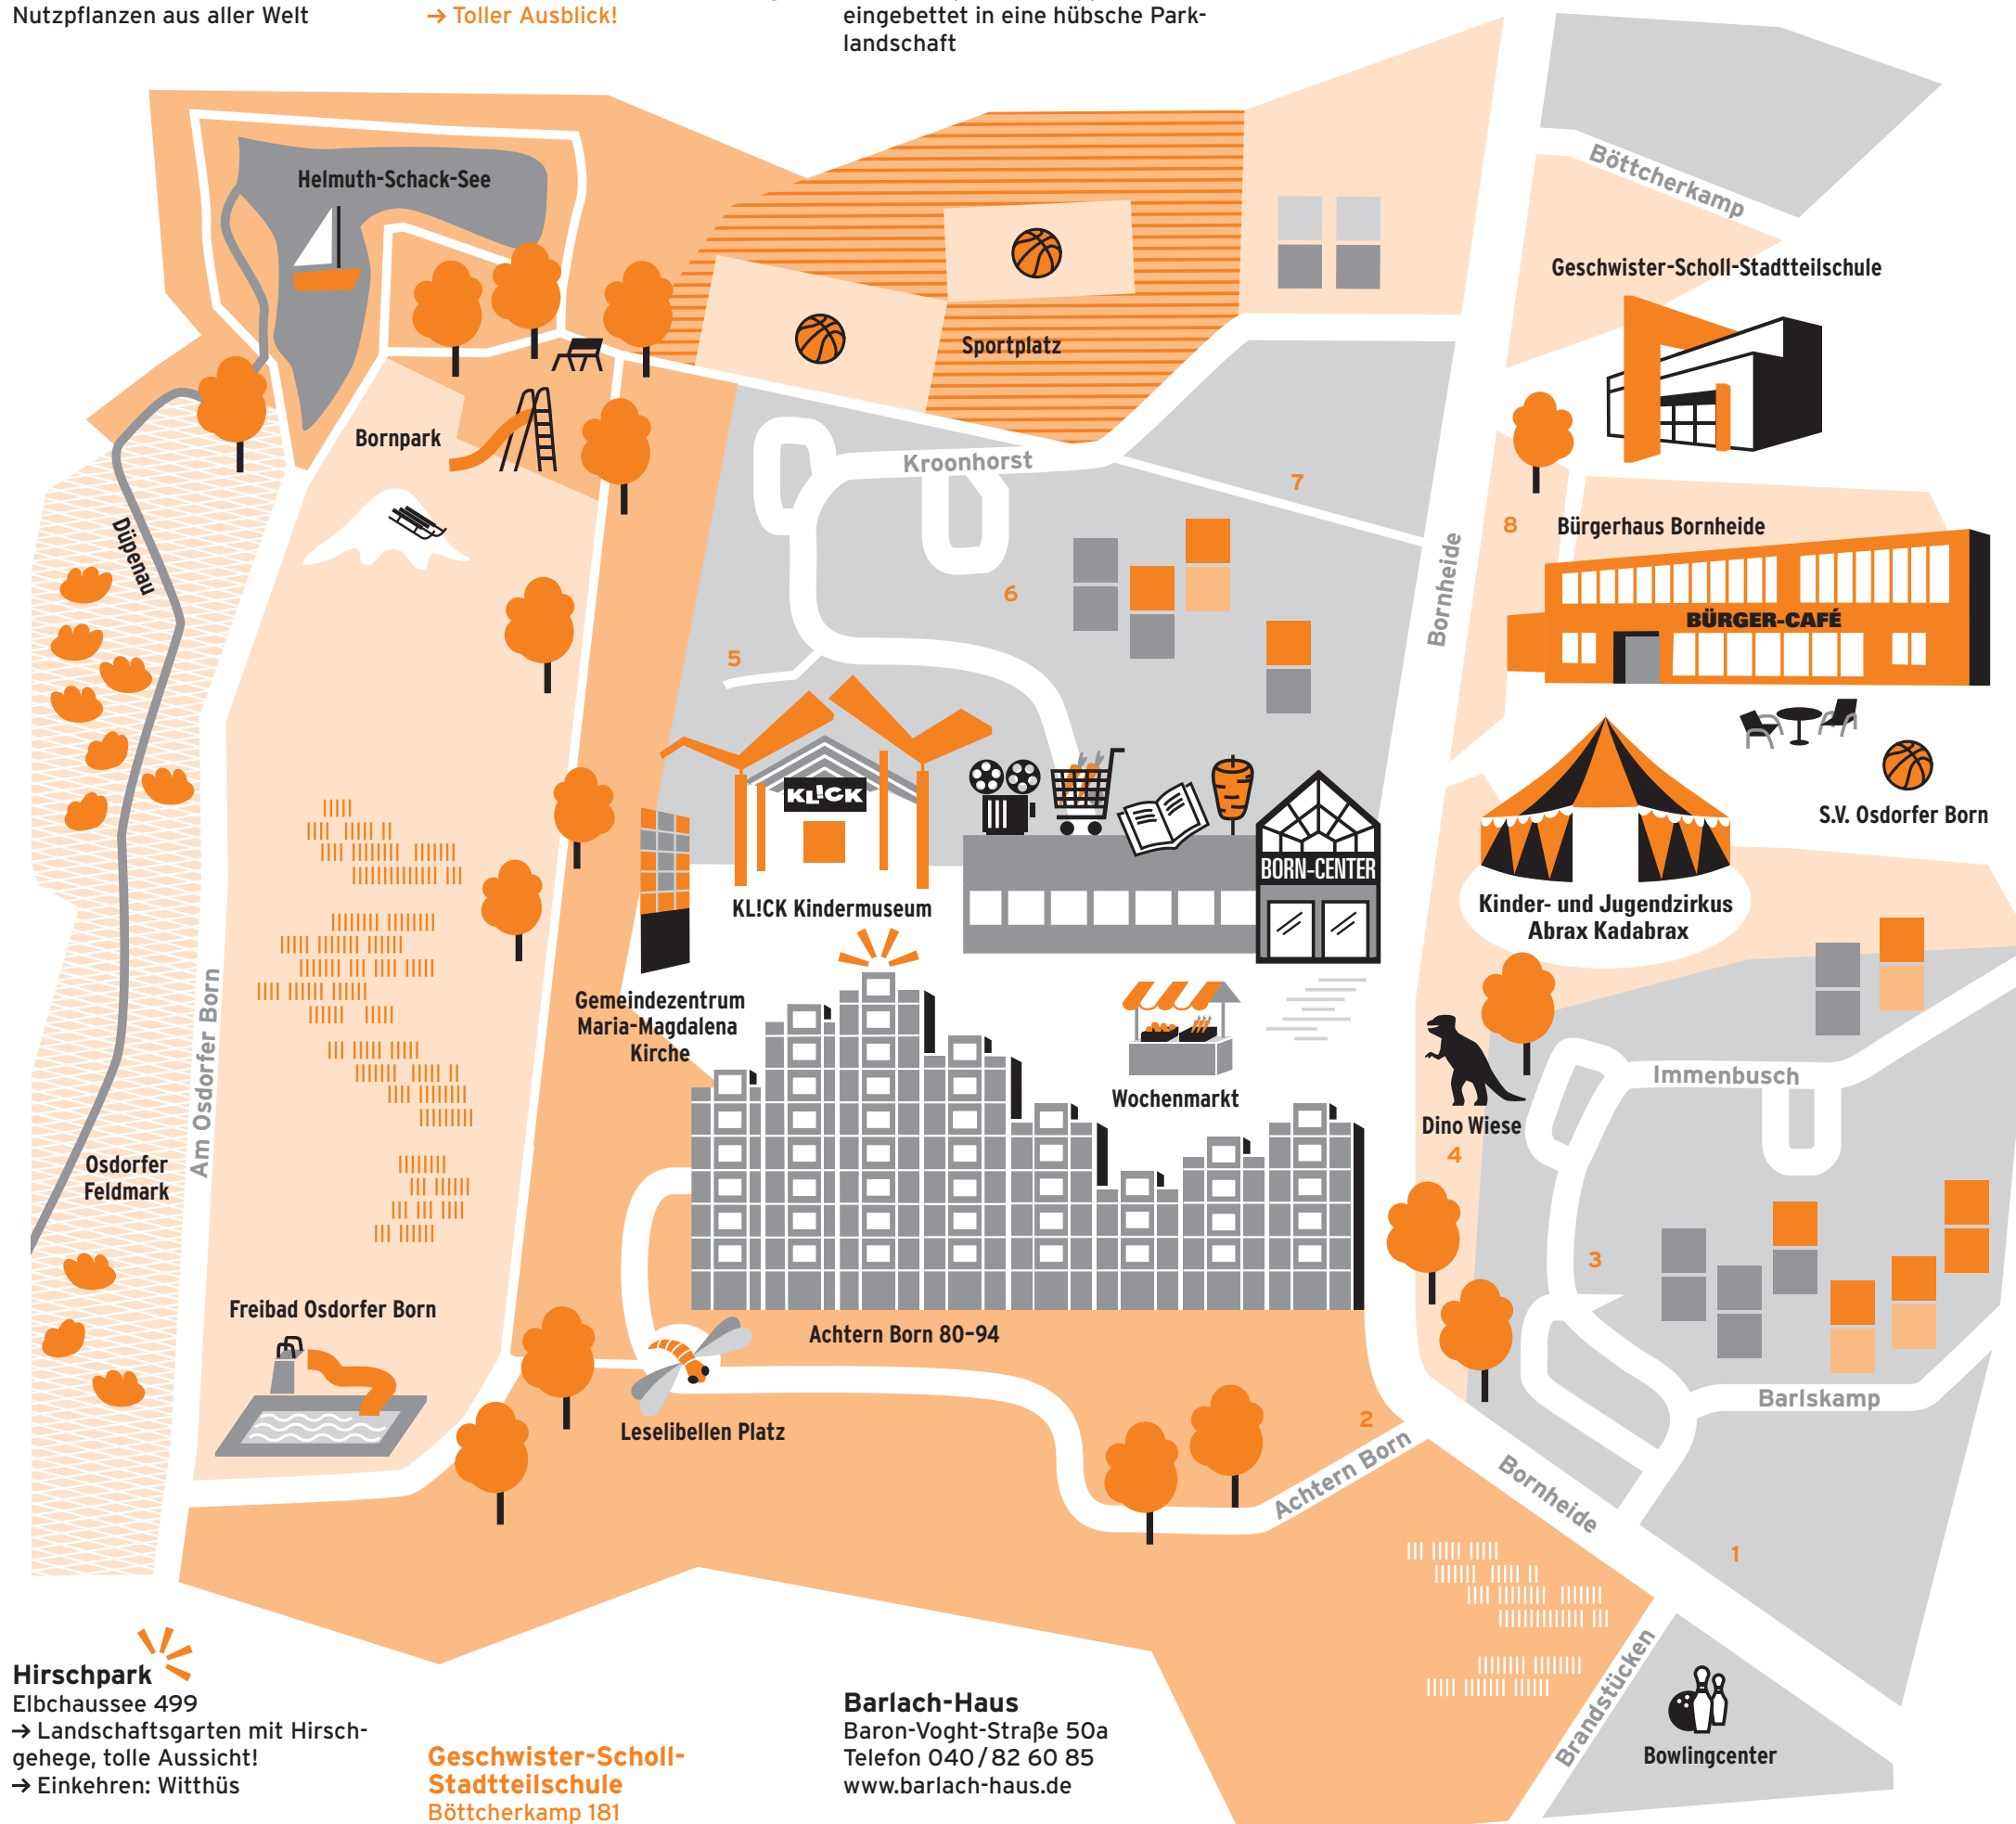 Nutzpflanzen aus aller Welt
→ Toller Ausblick!
eingebettet in eine hübsche Park-
landschaft
Helmuth-Schack-See
Böttcherkamp
Geschwister-Scholl-Stadtteilschule
Sportplatz
Bornpark
Kroonhorst
7
Düpenau
Bornheide
8
Bürgerhaus Bornheide
BÜRGER-CAFÉ
6
5
KL!CK
S.V. Osdorfer Born
BORN-CENTER
KL!CK Kindermuseum
Kinder- und Jugendzirkus
Abrax Kadabrax
Gemeindezentrum
Maria-Magdalena
Kirche
Am Osdorfer Born
Wochenmarkt
Immenbusch
Dino Wiese
4
Osdorfer
Feldmark
3
Freibad Osdorfer Born
Achtern Born 80–94
Barlskamp
Leselibellen Platz
2
Achtern Born
Bornheide
1
Brandstücken
Bowlingcenter
Hirschpark
Elbchaussee 499
→ Landschaftsgarten mit Hirsch-
gehege, tolle Aussicht!
→ Einkehren: Witthüs
Geschwister-Scholl-
Stadtteilschule
Böttcherkamp 181
Barlach-Haus
Baron-Voght-Straße 50a
Telefon 040/82 60 85
www.barlach-haus.de